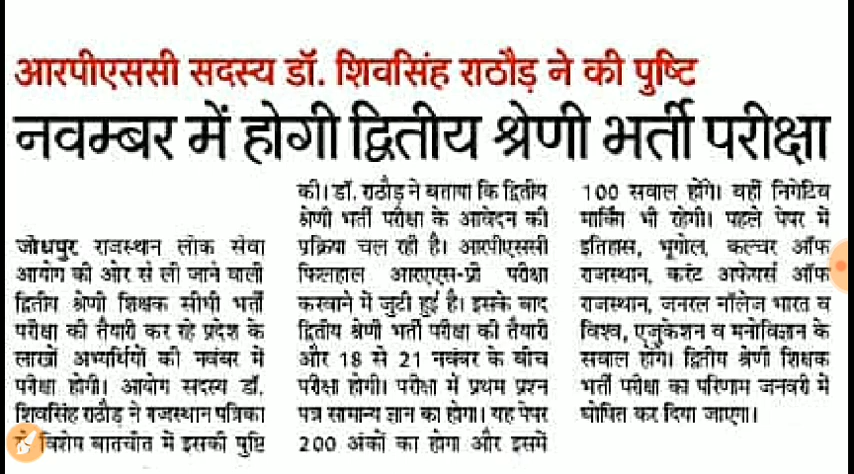 आरपीएससी सदस्य डॉ. शिवसिंह राठौड़ ने की पुष्टि
नवम्बर में होगी द्वितीय श्रेणी भर्ती परीक्षा
जोधपुर राजस्थान लोक सेवा
आयोग की ओर से ली जाने वाली
द्वितीय श्रेणी शिक्षक सीधी भर्ती
परीक्षा की तैयारी कर रहे प्रदेश के
लाखों अभ्यर्थियों की नवंबर में
परीक्षा होगी। आयोग सदस्य डॉ.
शिवसिंह राठौड़ ने राजस्थान पत्रिका
से विशेष बातचीत में इसकी पुष्टि
की। डॉ. राठौड़ ने बताया कि द्वितीय
श्रेणी भर्ती परीक्षा के आवेदन की
प्रक्रिया चल रही है। आरपीएससी
फिलहाल आरएएस-प्री परीक्षा
करवाने में जुटी हुई है। इसके बाद
द्वितीय श्रेणी भर्ती परीक्षा की तैयारी
और 18 से 21 नवंबर के बीच
परीक्षा होगी। परीक्षा में प्रथम प्रश्न
पत्र सामान्य ज्ञान का होगा। यह पेपर
200 अंकों का होगा और इसमें
100 सवाल होंगे। वहीं निगेटिव
मार्किंग भी रहेगी। पहले पेपर में
इतिहास, भूगोल, कल्चर ऑफ
राजस्थान, करंट अफेयर्स ऑफ
राजस्थान, जनरल नॉलेज भारत व
विश्व, एजुकेशन व मनोविज्ञान के
सवाल होंगे। द्वितीय श्रेणी शिक्षक
भर्ती परीक्षा का परिणाम जनवरी में
घोषित कर दिया जाएगा।